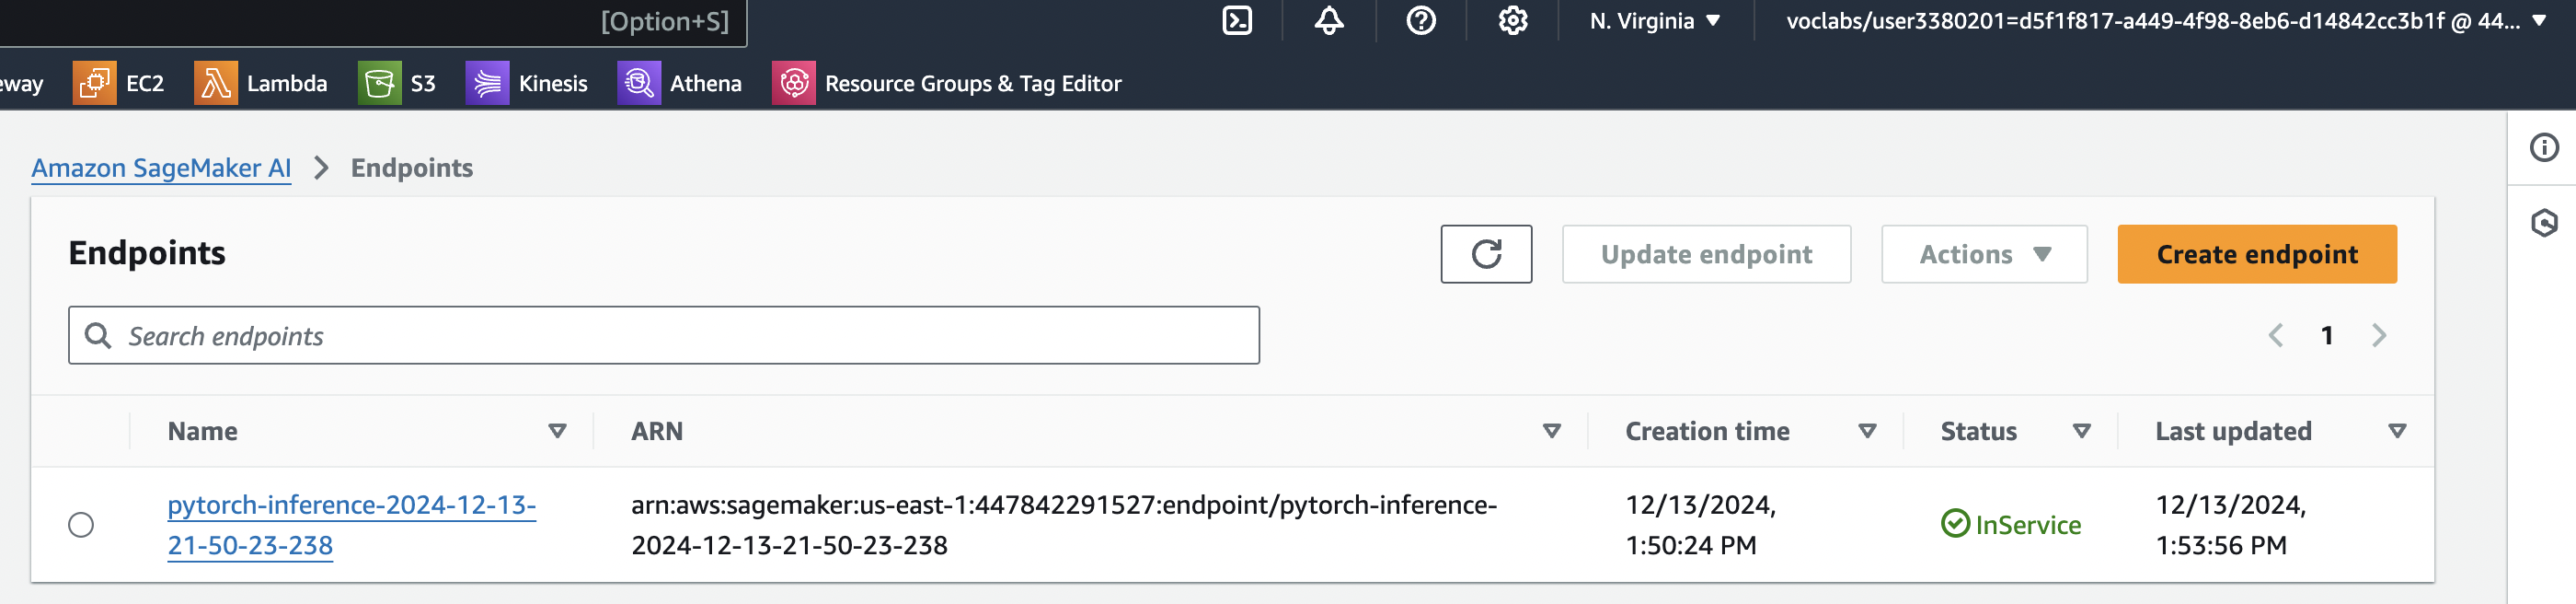 [Option+S]
N. Virginia
voclabs/user3380201=d5f1f817-a449-4f98-8eb6-d14842cc3b1f @ 44...
eway
EC2
Lambda
S3
Kinesis
Athena
Resource Groups & Tag Editor
Amazon SageMaker AI
Endpoints
Endpoints
Update endpoint
Actions
Create endpoint
Search endpoints
1
Name
ARN
Creation time
Status
Last updated
pytorch-inference-2024-12-13-
21-50-23-238
arn:aws:sagemaker:us-east-1:447842291527:endpoint/pytorch-inference-
2024-12-13-21-50-23-238
12/13/2024,
1:50:24 PM
InService
12/13/2024,
1:53:56 PM